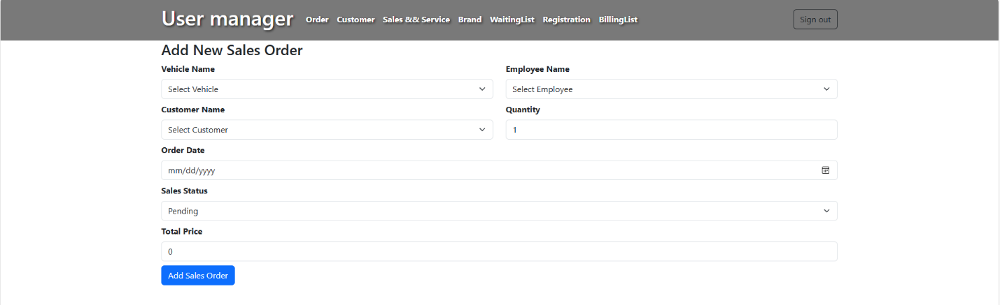 User manager Order Customer Sales && Service Brand WaitingList Registration BillingList Sign out
Add New Sales Order
Vehicle Name Employee Name
Select Vehicle Select Employee
Customer Name Quantity
Select Customer 1
Order Date
mm/dd/yyyy
Sales Status
Pending
Total Price
0
Add Sales Order